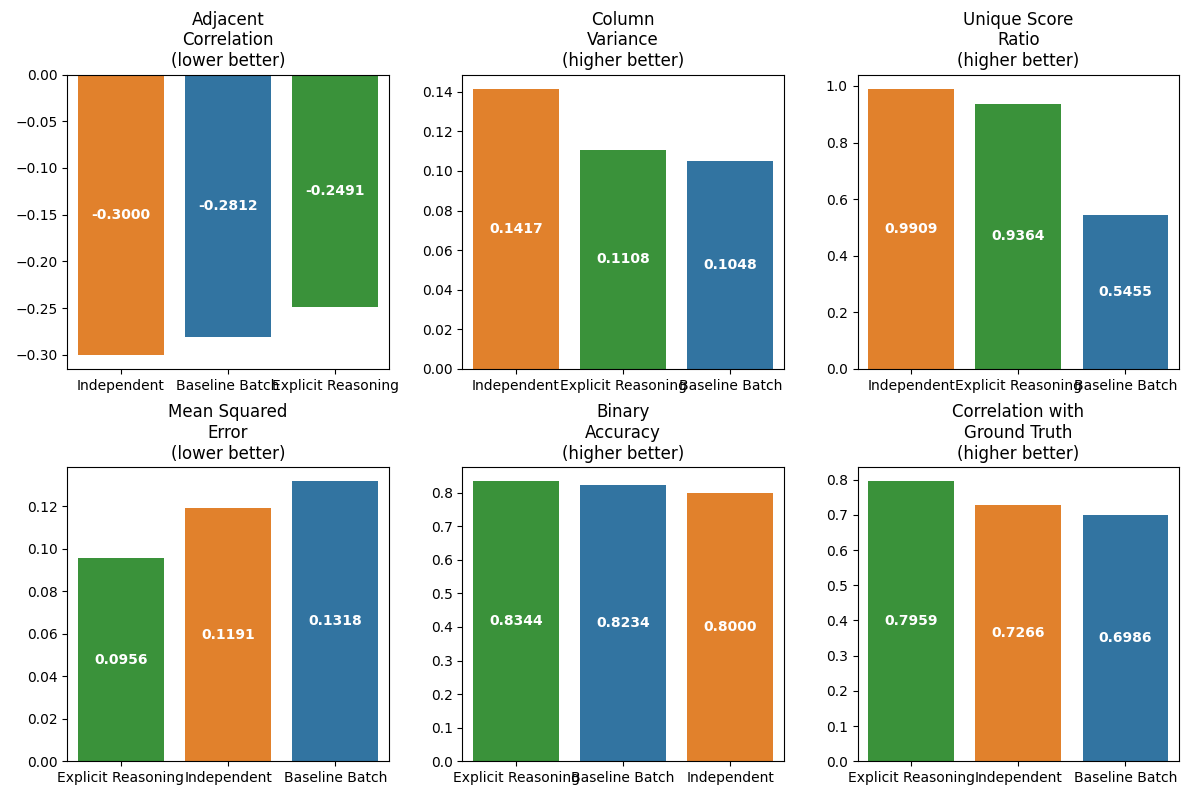 Adjacent
Correlation
(lower better)
0.00
−0.05
−0.10
−0.15
−0.20
−0.25
−0.30
-0.3000
-0.2812
-0.2491
Independent
Baseline Batch
Explicit Reasoning
Column
Variance
(higher better)
0.14
0.12
0.10
0.08
0.06
0.04
0.02
0.00
0.1417
0.1108
0.1048
Independent
Explicit Reasoning
Baseline Batch
Unique Score
Ratio
(higher better)
1.0
0.8
0.6
0.4
0.2
0.0
0.9909
0.9364
0.5455
Independent
Explicit Reasoning
Baseline Batch
Mean Squared
Error
(lower better)
0.12
0.10
0.08
0.06
0.04
0.02
0.00
0.0956
0.1191
0.1318
Explicit Reasoning
Independent
Baseline Batch
Binary
Accuracy
(higher better)
0.8
0.7
0.6
0.5
0.4
0.3
0.2
0.1
0.0
0.8344
0.8234
0.8000
Explicit Reasoning
Baseline Batch
Independent
Correlation with
Ground Truth
(higher better)
0.8
0.7
0.6
0.5
0.4
0.3
0.2
0.1
0.0
0.7959
0.7266
0.6986
Explicit Reasoning
Independent
Baseline Batch